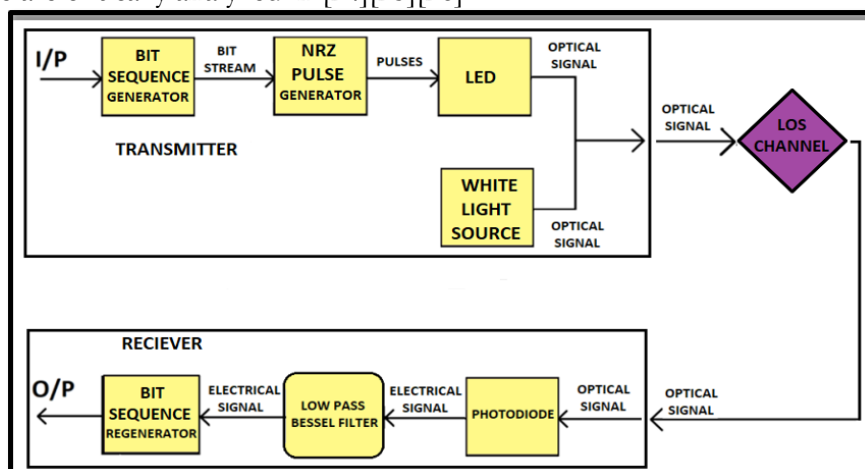 I/P
BIT
SEQUENCE
GENERATOR
BIT
STREAM
NRZ
PULSE
GENERATOR
PULSES
LED
OPTICAL
SIGNAL
WHITE
LIGHT
SOURCE
OPTICAL
SIGNAL
TRANSMITTER
OPTICAL
SIGNAL
LOS
CHANNEL
RECIEVER
O/P
BIT
SEQUENCE
REGENERATOR
ELECTRICAL
SIGNAL
LOW PASS
BESSEL FILTER
ELECTRICAL
SIGNAL
PHOTODIODE
OPTICAL
SIGNAL
OPTICAL
SIGNAL